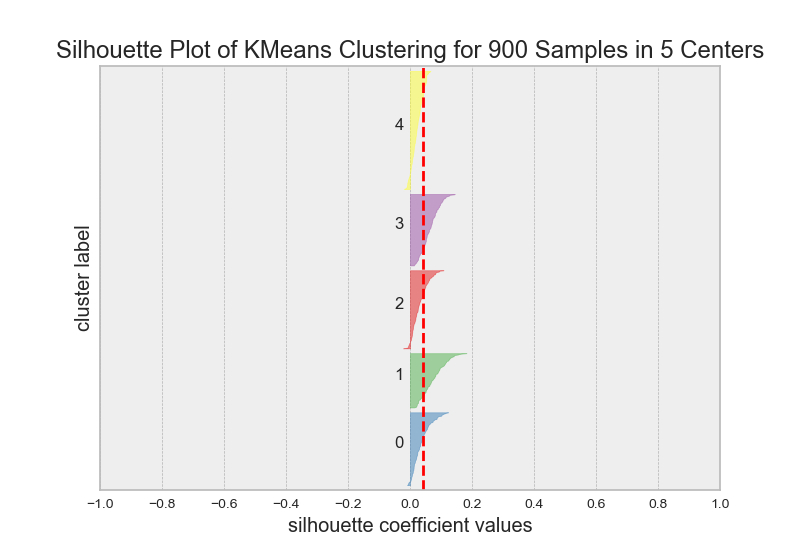 Silhouette Plot of KMeans Clustering for 900 Samples in 5 Centers
cluster label
4
3
2
1
0
−1.0 −0.8 −0.6 −0.4 −0.2 0.0 0.2 0.4 0.6 0.8 1.0
silhouette coefficient values